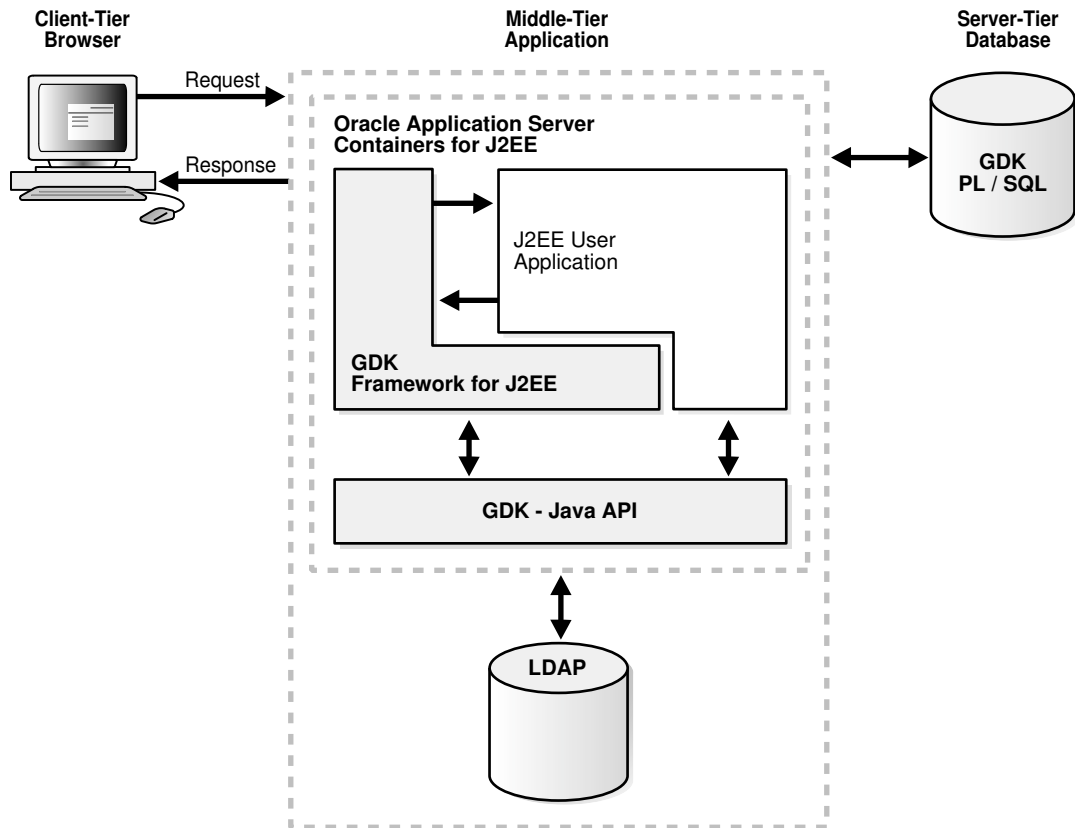 Client-Tier
Browser
Middle-Tier
Application
Server-Tier
Database
Request
Response
Oracle Application Server
Containers for J2EE
J2EE User
Application
GDK
Framework for J2EE
GDK - Java API
LDAP
GDK
PL / SQL